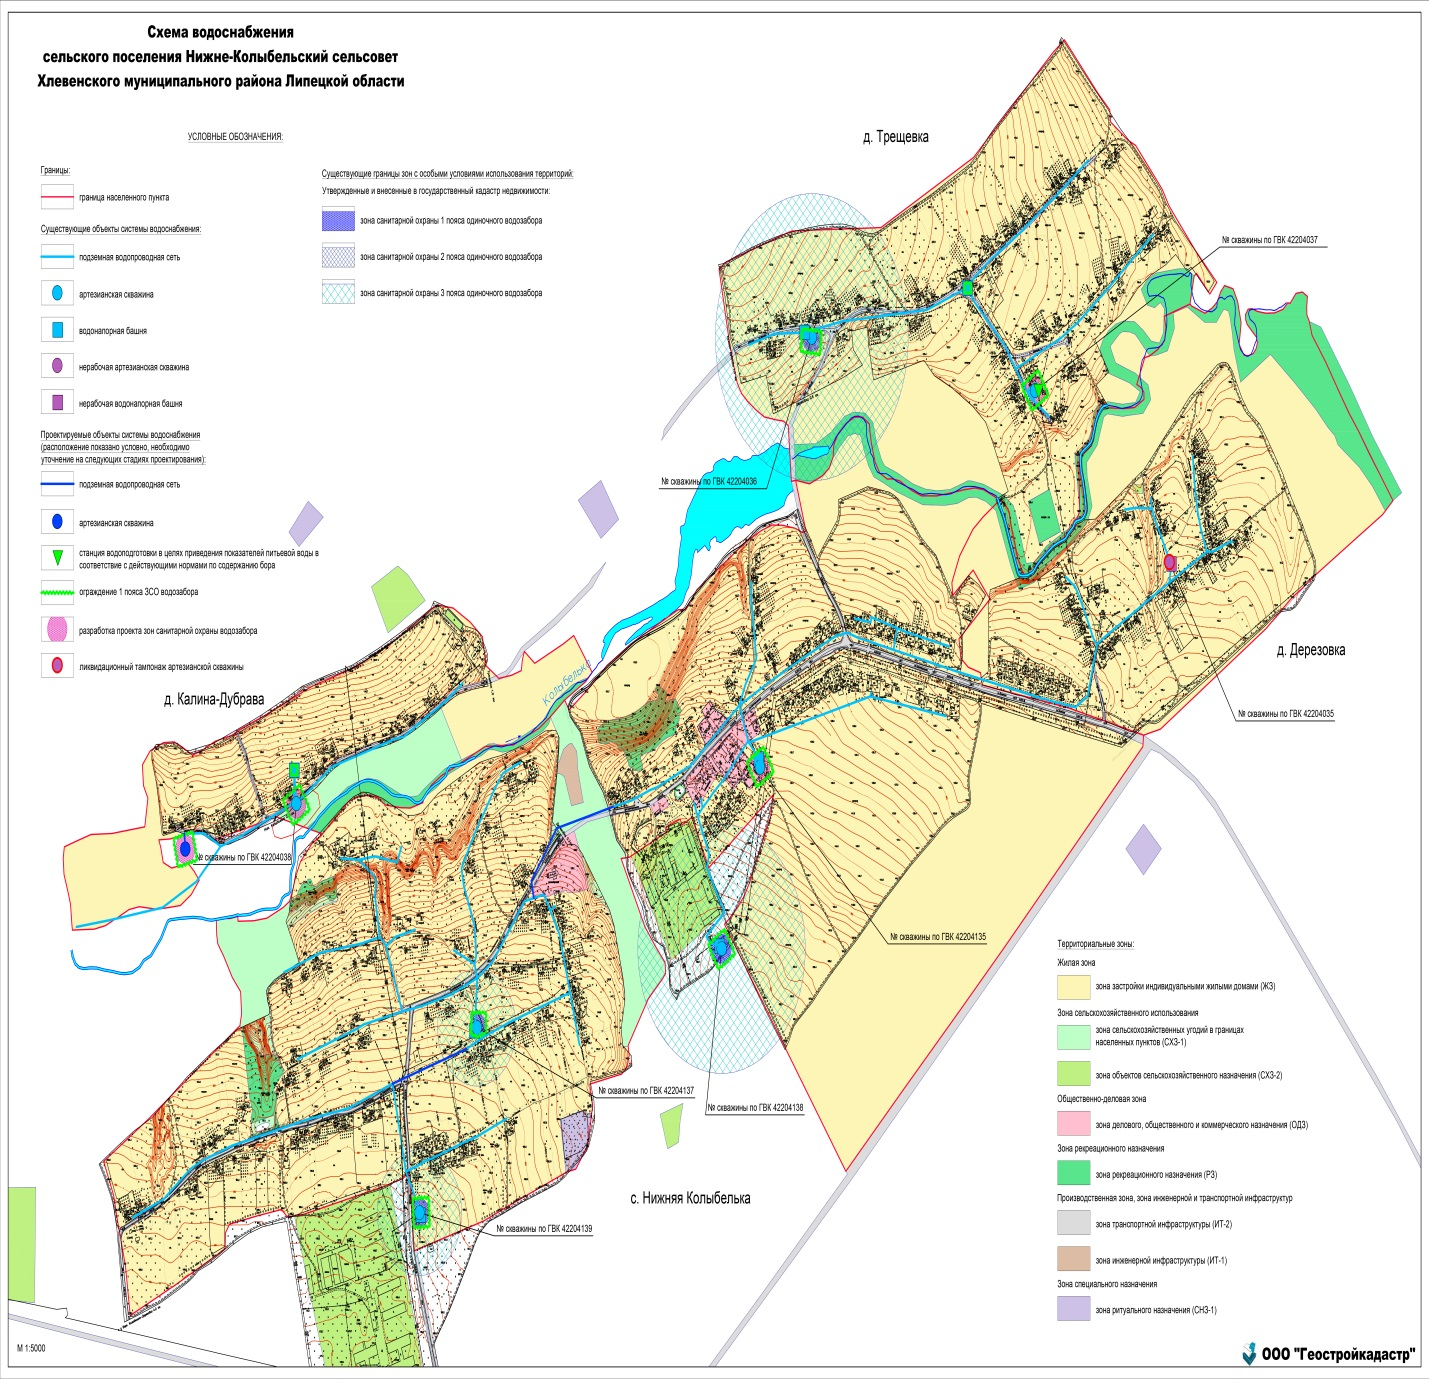 Схема водоснабжения
сельского поселения Нижне-Колыбельский сельсовет
Хлевенского муниципального района Липецкой области
УСЛОВНЫЕ ОБОЗНАЧЕНИЯ:
Границы:
граница населенного пункта
Существующие объекты системы водоснабжения:
подземная водопроводная сеть
артезианская скважина
водонапорная башня
нерабочая артезианская скважина
нерабочая водонапорная башня
Проектируемые объекты системы водоснабжения
(расположение показано условно, необходимо
уточнение на следующих стадиях проектирования):
подземная водопроводная сеть
артезианская скважина
станция водоподготовки в целях приведения показателей питьевой воды в
соответствие с действующими нормами по содержанию бора
ограждение 1 пояса ЗСО водозабора
разработка проекта зон санитарной охраны водозабора
ликвидационный тампонаж артезианской скважины
Существующие границы зон с особыми условиями использования территорий:
Утвержденные и внесенные в государственный кадастр недвижимости:
зона санитарной охраны 1 пояса одиночного водозабора
зона санитарной охраны 2 пояса одиночного водозабора
зона санитарной охраны 3 пояса одиночного водозабора
д. Трещевка
№ скважины по ГВК 42204037
№ скважины по ГВК 42204036
д. Дерезовка
№ скважины по ГВК 42204035
д. Калина-Дубрава
Колыбелька
№ скважины по ГВК 42204038
№ скважины по ГВК 42204135
№ скважины по ГВК 42204137
№ скважины по ГВК 42204138
с. Нижняя Колыбелька
№ скважины по ГВК 42204139
Территориальные зоны:
Жилая зона
зона застройки индивидуальными жилыми домами (ЖЗ)
Зона сельскохозяйственного использования
зона сельскохозяйственных угодий в границах
населенных пунктов (СХЗ-1)
зона объектов сельскохозяйственного назначения (СХЗ-2)
Общественно-деловая зона
зона делового, общественного и коммерческого назначения (ОДЗ)
Зона рекреационного назначения
зона рекреационного назначения (РЗ)
Производственная зона, зона инженерной и транспортной инфраструктур
зона транспортной инфраструктуры (ИТ-2)
зона инженерной инфраструктуры (ИТ-1)
Зона специального назначения
зона ритуального назначения (СНЗ-1)
М 1:5000
ООО "Геостройкадастр"